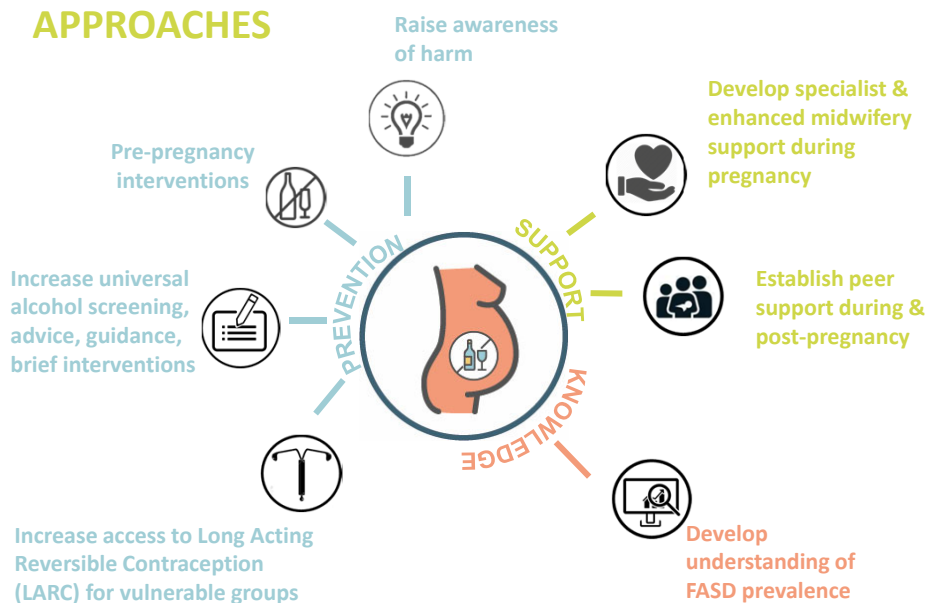 APPROACHES
Raise awareness
of harm
Pre-pregnancy
interventions
Increase universal
alcohol screening,
advice, guidance,
brief interventions
Increase access to Long Acting
Reversible Contraception
(LARC) for vulnerable groups
PREVENTION
SUPPORT
KNOWLEDGE
Develop specialist &
enhanced midwifery
support during
pregnancy
Establish peer
support during &
post-pregnancy
Develop
understanding of
FASD prevalence